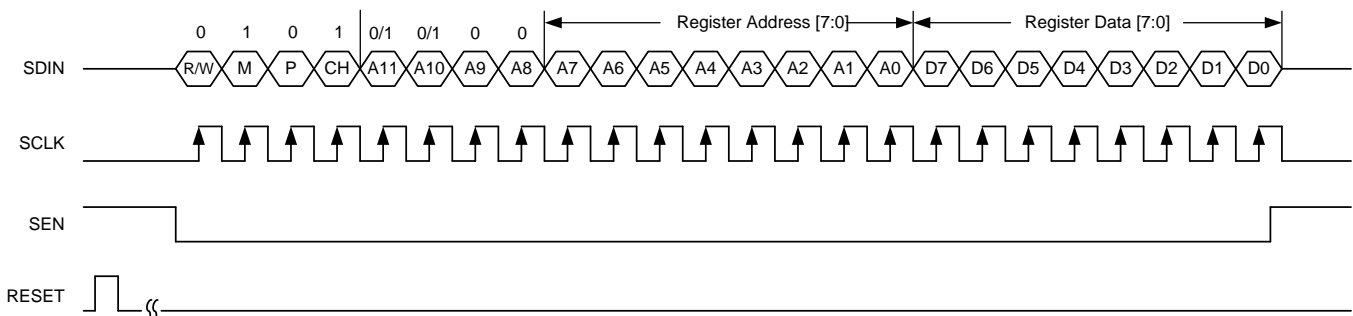 0 1 0 1 0/1 0/1 0 0 Register Address [7:0] Register Data [7:0]
SDIN R/W M P CH A11 A10 A9 A8 A7 A6 A5 A4 A3 A2 A1 A0 D7 D6 D5 D4 D3 D2 D1 D0
SCLK
SEN
RESET